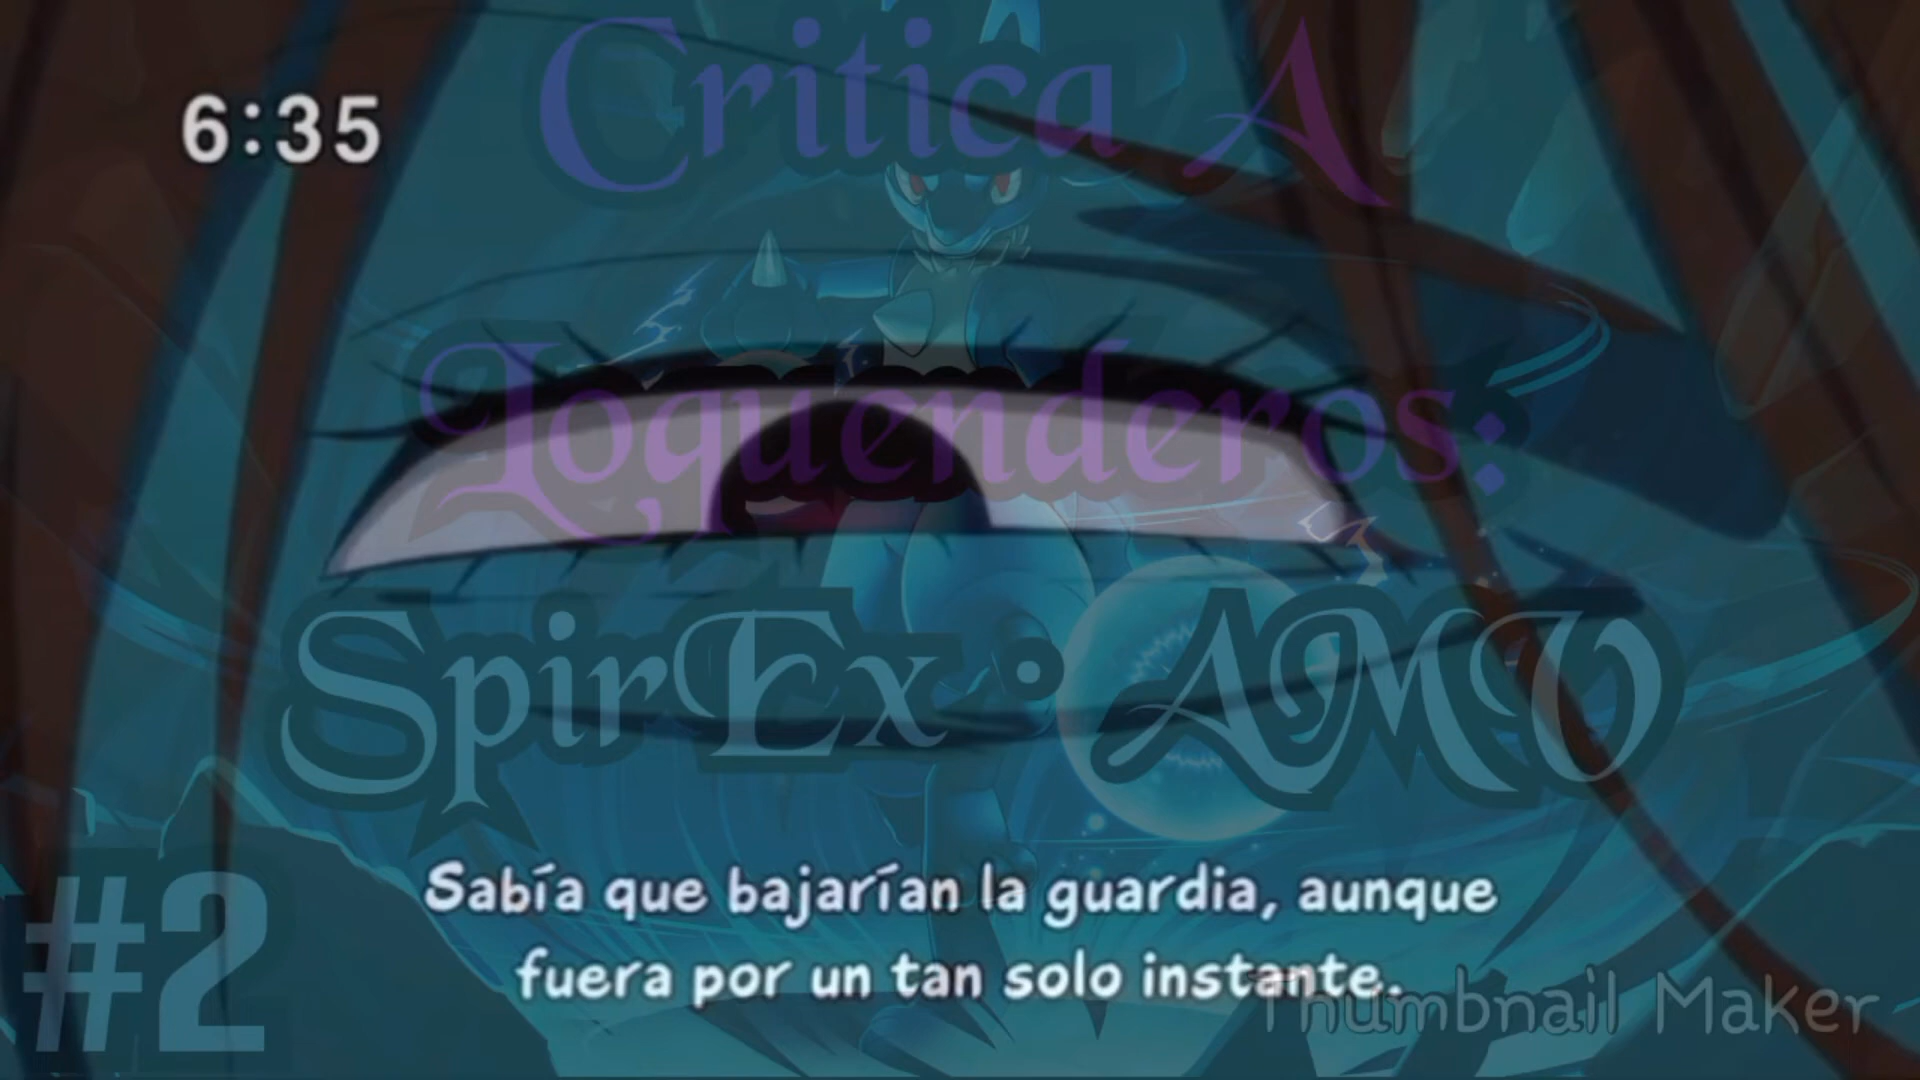 Critica A
6:35
Loquenderos:
SpirEx • AMV
Sabía que bajarían la guardia, aunque
fuera por un tan solo instante.
#2
Thumbnail Maker